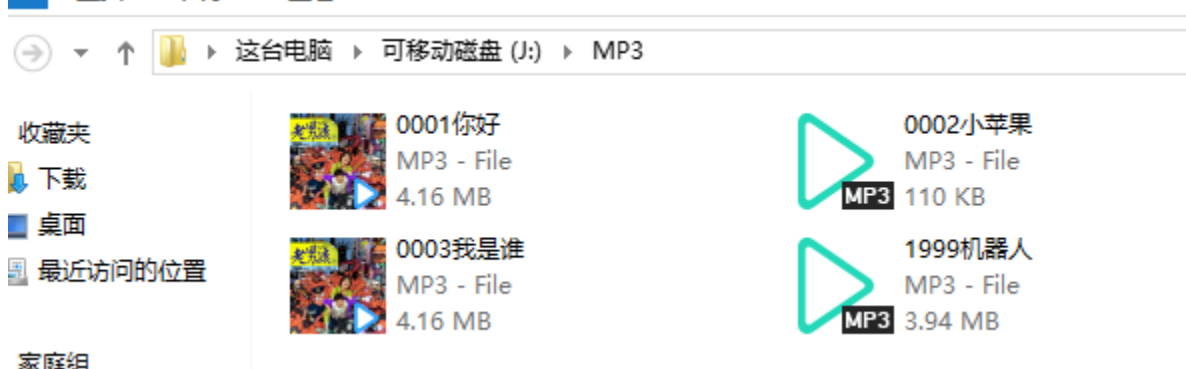 这台电脑 可移动磁盘 (J:) MP3
收藏夹
下载
桌面
最近访问的位置
家庭组
0001你好
MP3 - File
4.16 MB
0002小苹果
MP3 - File
MP3 110 KB
0003我是谁
MP3 - File
4.16 MB
1999机器人
MP3 - File
MP3 3.94 MB